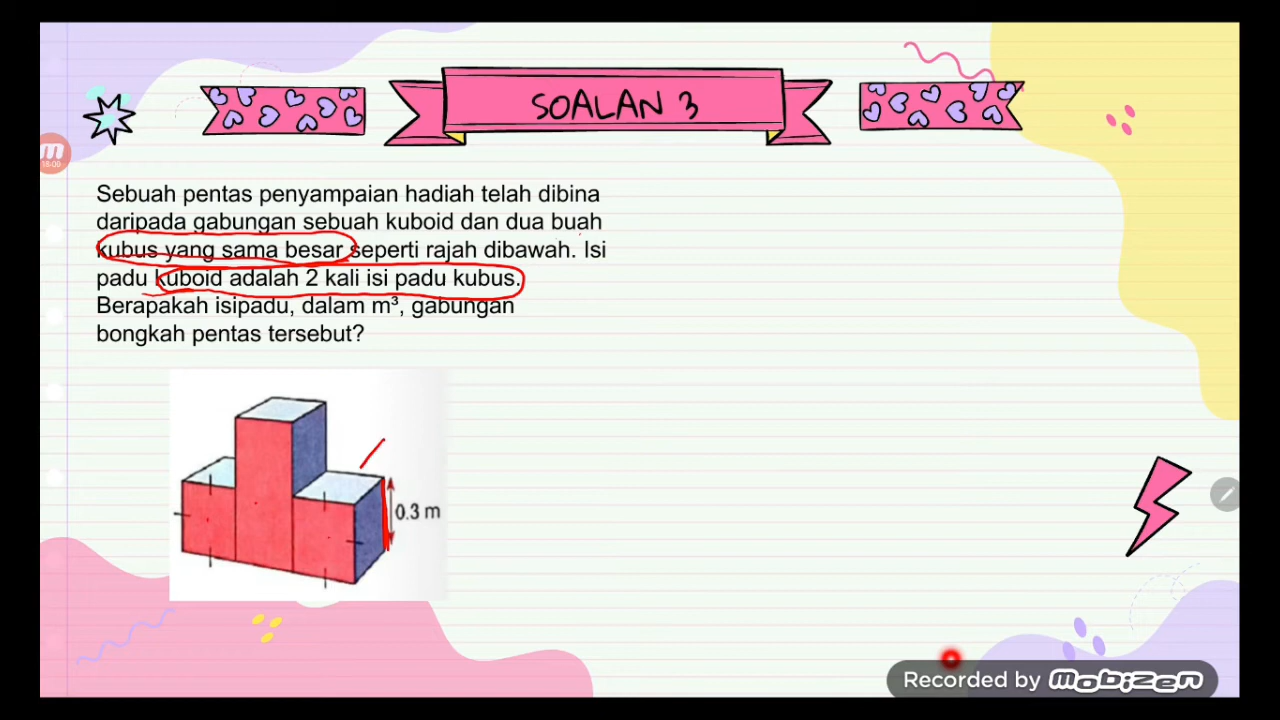 SOALAN 3
18:09
Sebuah pentas penyampaian hadiah telah dibina
daripada gabungan sebuah kuboid dan dua buah
kubus yang sama besar seperti rajah dibawah. Isi
padu kuboid adalah 2 kali isi padu kubus.
Berapakah isipadu, dalam m³, gabungan
bongkah pentas tersebut?
0.3 m
Recorded by mobizen